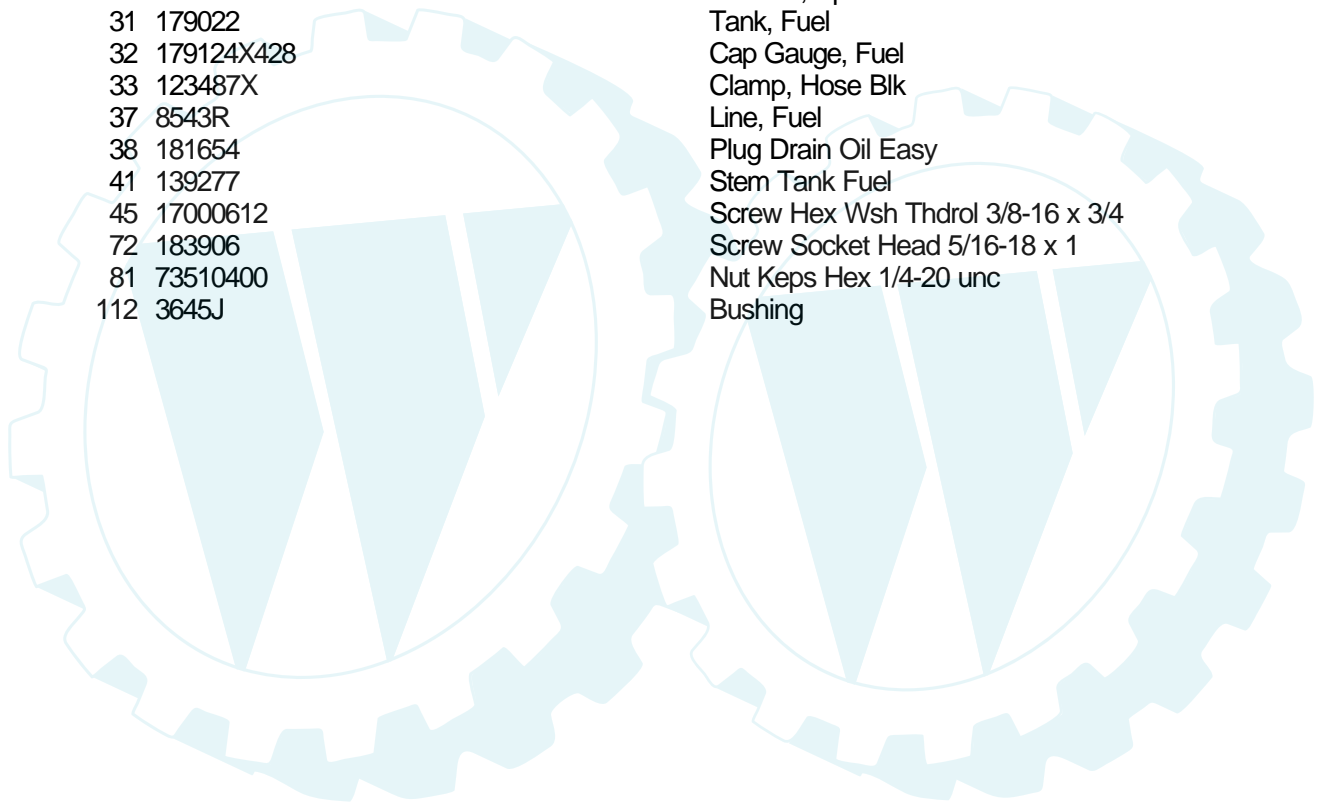 31 179022 Tank, Fuel
32 179124X428 Cap Gauge, Fuel
33 123487X Clamp, Hose Blk
37 8543R Line, Fuel
38 181654 Plug Drain Oil Easy
41 139277 Stem Tank Fuel
45 17000612 Screw Hex Wsh Thdrol 3/8-16 x 3/4
72 183906 Screw Socket Head 5/16-18 x 1
81 73510400 Nut Keps Hex 1/4-20 unc
112 3645J Bushing